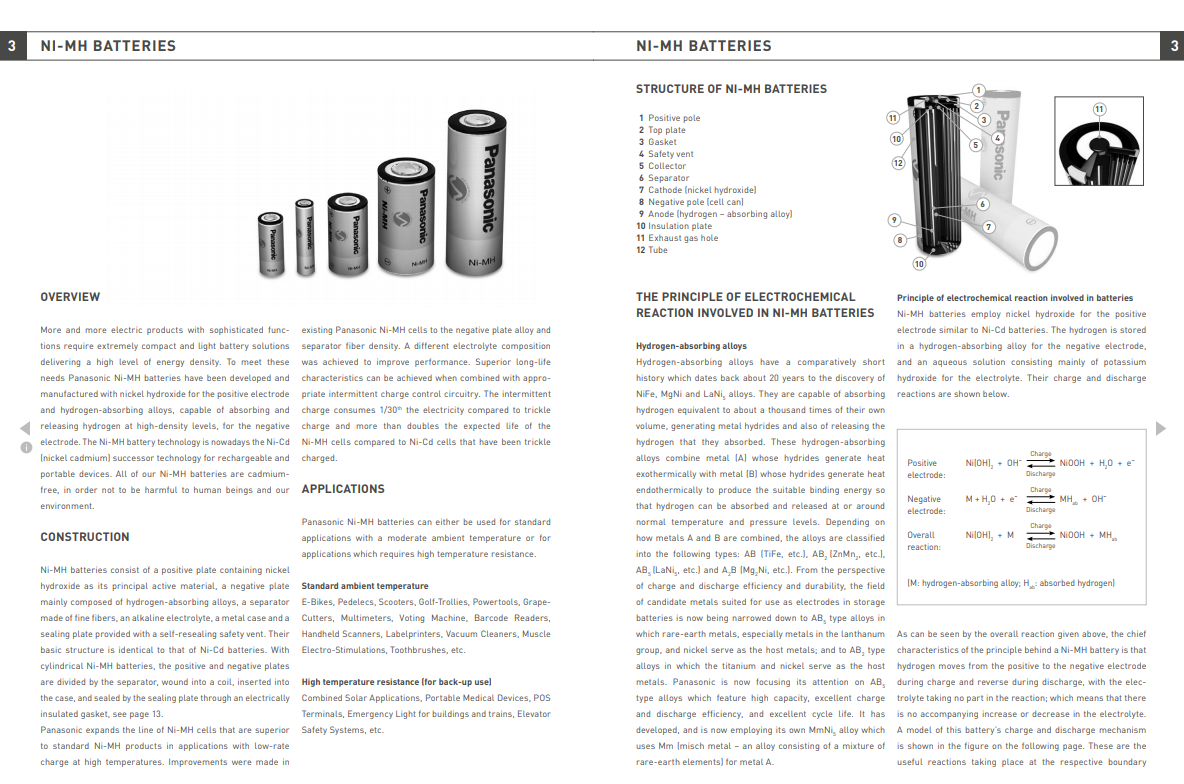 3 NI-MH BATTERIES
Panasonic
Ni-MH
Panasonic
Ni-MH
Ni-MH
Panasonic
Ni-MH
OVERVIEW
More and more electric products with sophisticated func-
tions require extremely compact and light battery solutions
delivering a high level of energy density. To meet these
needs Panasonic Ni-MH batteries have been developed and
manufactured with nickel hydroxide for the positive electrode
and hydrogen-absorbing alloys, capable of absorbing and
releasing hydrogen at high-density levels, for the negative
electrode. The Ni-MH battery technology is nowadays the Ni-Cd
(nickel cadmium) successor technology for rechargeable and
portable devices. All of our Ni-MH batteries are cadmium-
free, in order not to be harmful to human beings and our
environment.
CONSTRUCTION
Ni-MH batteries consist of a positive plate containing nickel
hydroxide as its principal active material, a negative plate
mainly composed of hydrogen-absorbing alloys, a separator
made of fine fibers, an alkaline electrolyte, a metal case and a
sealing plate provided with a self-resealing safety vent. Their
basic structure is identical to that of Ni-Cd batteries. With
cylindrical Ni-MH batteries, the positive and negative plates
are divided by the separator, wound into a coil, inserted into
the case, and sealed by the sealing plate through an electrically
insulated gasket, see page 13.
Panasonic expands the line of Ni-MH cells that are superior
to standard Ni-MH products in applications with low-rate
charge at high temperatures. Improvements were made in
existing Panasonic Ni-MH cells to the negative plate alloy and
separator fiber density. A different electrolyte composition
was achieved to improve performance. Superior long-life
characteristics can be achieved when combined with appro-
priate intermittent charge control circuitry. The intermittent
charge consumes 1/30th the electricity compared to trickle
charge and more than doubles the expected life of the
Ni-MH cells compared to Ni-Cd cells that have been trickle
charged.
APPLICATIONS
Panasonic Ni-MH batteries can either be used for standard
applications with a moderate ambient temperature or for
applications which requires high temperature resistance.
Standard ambient temperature
E-Bikes, Pedelecs, Scooters, Golf-Trollies, Powertools, Grape-
Cutters, Multimeters, Voting Machine, Barcode Readers,
Handheld Scanners, Labelprinters, Vacuum Cleaners, Muscle
Electro-Stimulations, Toothbrushes, etc.
High temperature resistance (for back-up use)
Combined Solar Applications, Portable Medical Devices, POS
Terminals, Emergency Light for buildings and trains, Elevator
Safety Systems, etc.
NI-MH BATTERIES 3
STRUCTURE OF NI-MH BATTERIES
1 Positive pole
2 Top plate
3 Gasket
4 Safety vent
5 Collector
6 Separator
7 Cathode (nickel hydroxide)
8 Negative pole (cell can)
9 Anode (hydrogen – absorbing alloy)
10 Insulation plate
11 Exhaust gas hole
12 Tube
1
2
3
4
5
11
10
12
6
7
9
8
10
11
Panasonic
THE PRINCIPLE OF ELECTROCHEMICAL
REACTION INVOLVED IN NI-MH BATTERIES
Hydrogen-absorbing alloys
Hydrogen-absorbing alloys have a comparatively short
history which dates back about 20 years to the discovery of
NiFe, MgNi and LaNi5 alloys. They are capable of absorbing
hydrogen equivalent to about a thousand times of their own
volume, generating metal hydrides and also of releasing the
hydrogen that they absorbed. These hydrogen-absorbing
alloys combine metal (A) whose hydrides generate heat
exothermically with metal (B) whose hydrides generate heat
endothermically to produce the suitable binding energy so
that hydrogen can be absorbed and released at or around
normal temperature and pressure levels. Depending on
how metals A and B are combined, the alloys are classified
into the following types: AB (TiFe, etc.), AB2 (ZnMn2, etc.),
AB5 (LaNi5, etc.) and A2B (Mg2Ni, etc.). From the perspective
of charge and discharge efficiency and durability, the field
of candidate metals suited for use as electrodes in storage
batteries is now being narrowed down to AB5 type alloys in
which rare-earth metals, especially metals in the lanthanum
group, and nickel serve as the host metals; and to AB2 type
alloys in which the titanium and nickel serve as the host
metals. Panasonic is now focusing its attention on AB5
type alloys which feature high capacity, excellent charge
and discharge efficiency, and excellent cycle life. It has
developed, and is now employing its own MmNi5 alloy which
uses Mm (misch metal – an alloy consisting of a mixture of
rare-earth elements) for metal A.
Principle of electrochemical reaction involved in batteries
Ni-MH batteries employ nickel hydroxide for the positive
electrode similar to Ni-Cd batteries. The hydrogen is stored
in a hydrogen-absorbing alloy for the negative electrode,
and an aqueous solution consisting mainly of potassium
hydroxide for the electrolyte. Their charge and discharge
reactions are shown below.
Positive electrode: Ni(OH)2 + OH− Charge Discharge NiOOH + H2O + e−
Negative electrode: M + H2O + e− Charge Discharge MHab + OH−
Overall reaction: Ni(OH)2 + M Charge Discharge NiOOH + MHab
(M: hydrogen-absorbing alloy; Hab: absorbed hydrogen)
As can be seen by the overall reaction given above, the chief
characteristics of the principle behind a Ni-MH battery is that
hydrogen moves from the positive to the negative electrode
during charge and reverse during discharge, with the elec-
trolyte taking no part in the reaction; which means that there
is no accompanying increase or decrease in the electrolyte.
A model of this battery's charge and discharge mechanism
is shown in the figure on the following page. These are the
useful reactions taking place at the respective boundary